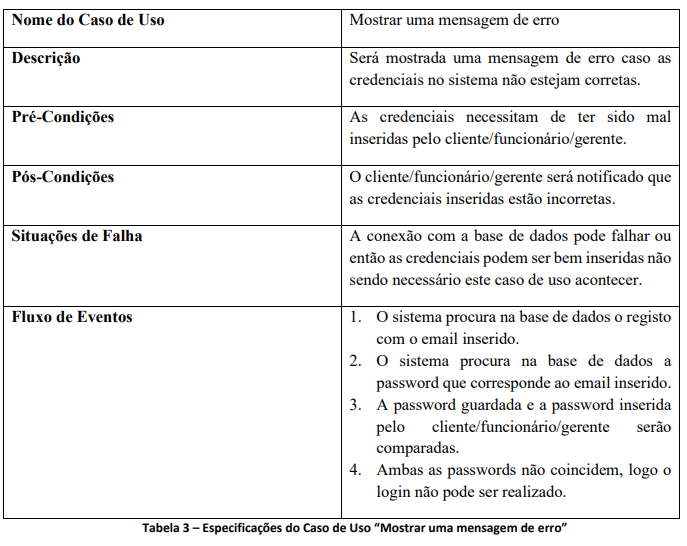 Nome do Caso de Uso
Mostrar uma mensagem de erro
Descrição
Será mostrada uma mensagem de erro caso as
credenciais no sistema não estejam corretas.
Pré-Condições
As credenciais necessitam de ter sido mal
inseridas pelo cliente/funcionário/gerente.
Pós-Condições
O cliente/funcionário/gerente será notificado que
as credenciais inseridas estão incorretas.
Situações de Falha
A conexão com a base de dados pode falhar ou
então as credenciais podem ser bem inseridas não
sendo necessário este caso de uso acontecer.
Fluxo de Eventos
1. O sistema procura na base de dados o registo
com o email inserido.
2. O sistema procura na base de dados a
password que corresponde ao email inserido.
3. A password guardada e a password inserida
pelo cliente/funcionário/gerente serão
comparadas.
4. Ambas as passwords não coincidem, logo o
login não pode ser realizado.
Tabela 3 – Especificações do Caso de Uso “Mostrar uma mensagem de erro”